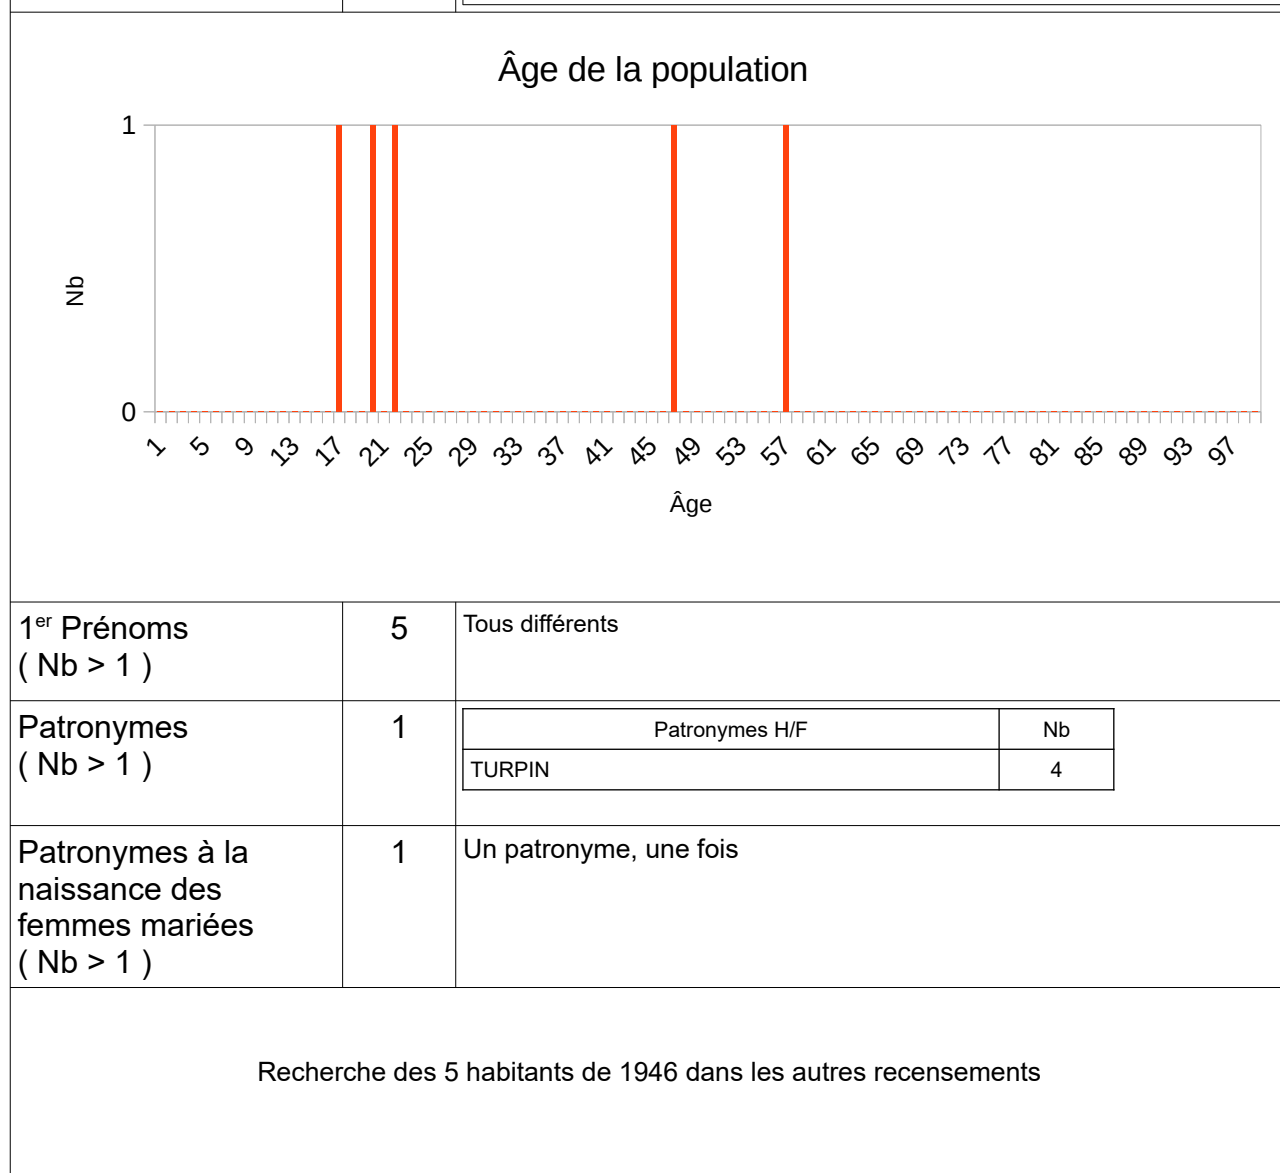 Âge de la population
1
Nb
0
1 5 9 13 17 21 25 29 33 37 41 45 49 53 57 61 65 69 73 77 81 85 89 93 97
Âge
1er Prénoms 5 Tous différents
( Nb > 1 )
Patronymes 1 Patronymes H/F Nb
( Nb > 1 ) TURPIN 4
Patronymes à la 1 Un patronyme, une fois
naissance des
femmes mariées
( Nb > 1 )
Recherche des 5 habitants de 1946 dans les autres recensements